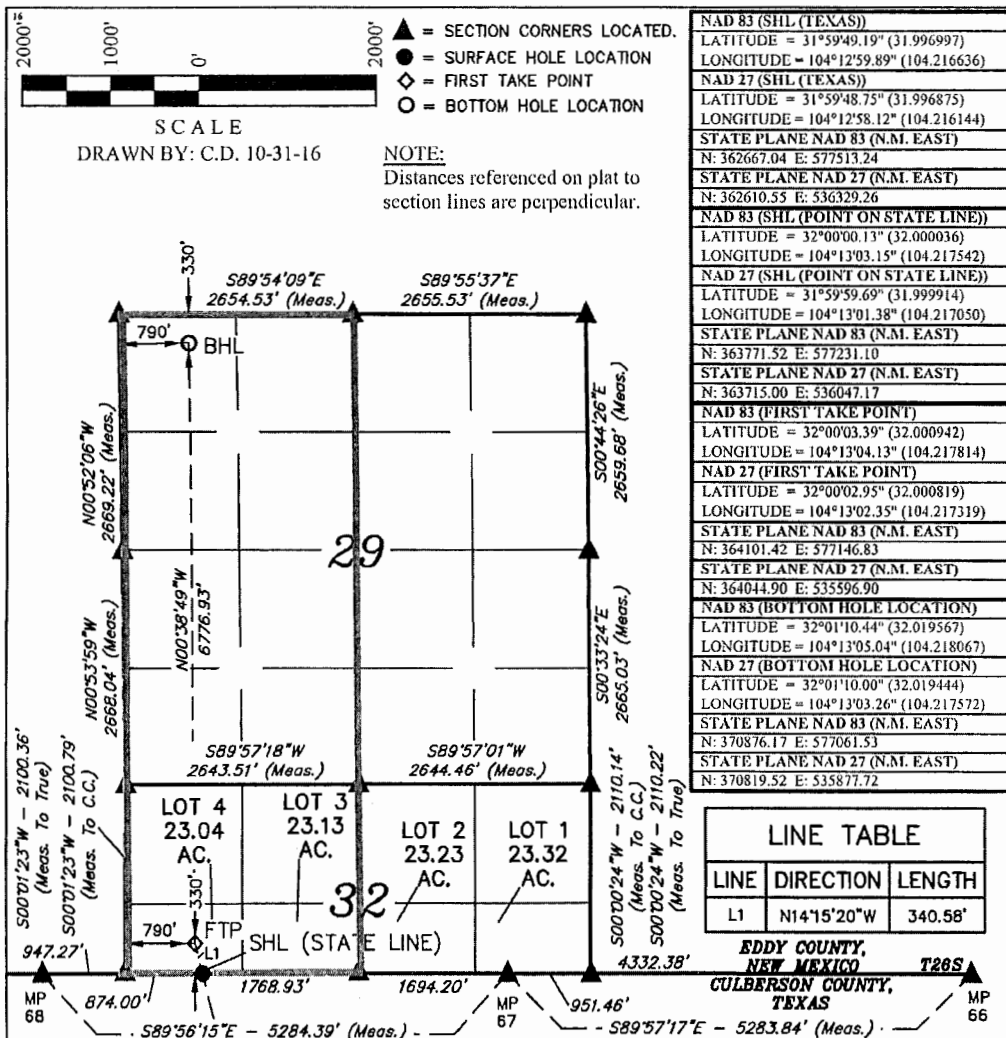 16
2000' 1000' 0' 2000'
SCALE
DRAWN BY: C.D. 10-31-16
▲ = SECTION CORNERS LOCATED.
● = SURFACE HOLE LOCATION
◇ = FIRST TAKE POINT
○ = BOTTOM HOLE LOCATION
NOTE:
Distances referenced on plat to
section lines are perpendicular.
NAD 83 (SHL (TEXAS))
LATITUDE = 31°59'49.19" (31.996997)
LONGITUDE = 104°12'59.89" (104.216636)
NAD 27 (SHL (TEXAS))
LATITUDE = 31°59'48.75" (31.996875)
LONGITUDE = 104°12'58.12" (104.216144)
STATE PLANE NAD 83 (N.M. EAST)
N: 362667.04 E: 577513.24
STATE PLANE NAD 27 (N.M. EAST)
N: 362610.55 E: 536329.26
NAD 83 (SHL (POINT ON STATE LINE))
LATITUDE = 32°00'00.13" (32.000036)
LONGITUDE = 104°13'03.15" (104.217542)
NAD 27 (SHL (POINT ON STATE LINE))
LATITUDE = 31°59'59.69" (31.999914)
LONGITUDE = 104°13'01.38" (104.217050)
STATE PLANE NAD 83 (N.M. EAST)
N: 363771.52 E: 577231.10
STATE PLANE NAD 27 (N.M. EAST)
N: 363715.00 E: 536047.17
NAD 83 (FIRST TAKE POINT)
LATITUDE = 32°00'03.39" (32.000942)
LONGITUDE = 104°13'04.13" (104.217814)
NAD 27 (FIRST TAKE POINT)
LATITUDE = 32°00'02.95" (32.000819)
LONGITUDE = 104°13'02.35" (104.217319)
STATE PLANE NAD 83 (N.M. EAST)
N: 364101.42 E: 577146.83
STATE PLANE NAD 27 (N.M. EAST)
N: 364044.90 E: 535596.90
NAD 83 (BOTTOM HOLE LOCATION)
LATITUDE = 32°01'10.44" (32.019567)
LONGITUDE = 104°13'05.04" (104.218067)
NAD 27 (BOTTOM HOLE LOCATION)
LATITUDE = 32°01'10.00" (32.019444)
LONGITUDE = 104°13'03.26" (104.217572)
STATE PLANE NAD 83 (N.M. EAST)
N: 370876.17 E: 577061.53
STATE PLANE NAD 27 (N.M. EAST)
N: 370819.52 E: 535877.72
330'
S89°54'09"E
2654.53' (Meas.)
S89°55'37"E
2655.53' (Meas.)
790'
BHL
N00°52'06"W
2669.22' (Meas.)
S00°44'26"E
2659.68' (Meas.)
29
N00°38'49"W
6776.93'
N00°53'59"W
2668.04' (Meas.)
S00°33'24"E
2665.03' (Meas.)
S89°57'18"W
2643.51' (Meas.)
S89°57'01"W
2644.46' (Meas.)
S00°01'23"W - 2100.36'
(Meas. To True)
S00°01'23"W - 2100.79'
(Meas. To C.C.)
LOT 4
23.04
AC.
LOT 3
23.13
AC.
LOT 2
23.23
AC.
LOT 1
23.32
AC.
S00°00'24"W - 2110.14'
(Meas. To C.C.)
S00°00'24"W - 2110.22'
(Meas. To True)
32
330'
790'
FTP
L1
SHL (STATE LINE)
LINE TABLE
LINE DIRECTION LENGTH
L1 N14°15'20"W 340.58'
947.27'
4332.38'
EDDY COUNTY,
NEW MEXICO
T26S
CULBERSON COUNTY,
TEXAS
MP
68
874.00'
1768.93'
1694.20'
MP
67
951.46'
MP
66
S89°56'15"E - 5284.39' (Meas.)
S89°57'17"E - 5283.84' (Meas.)